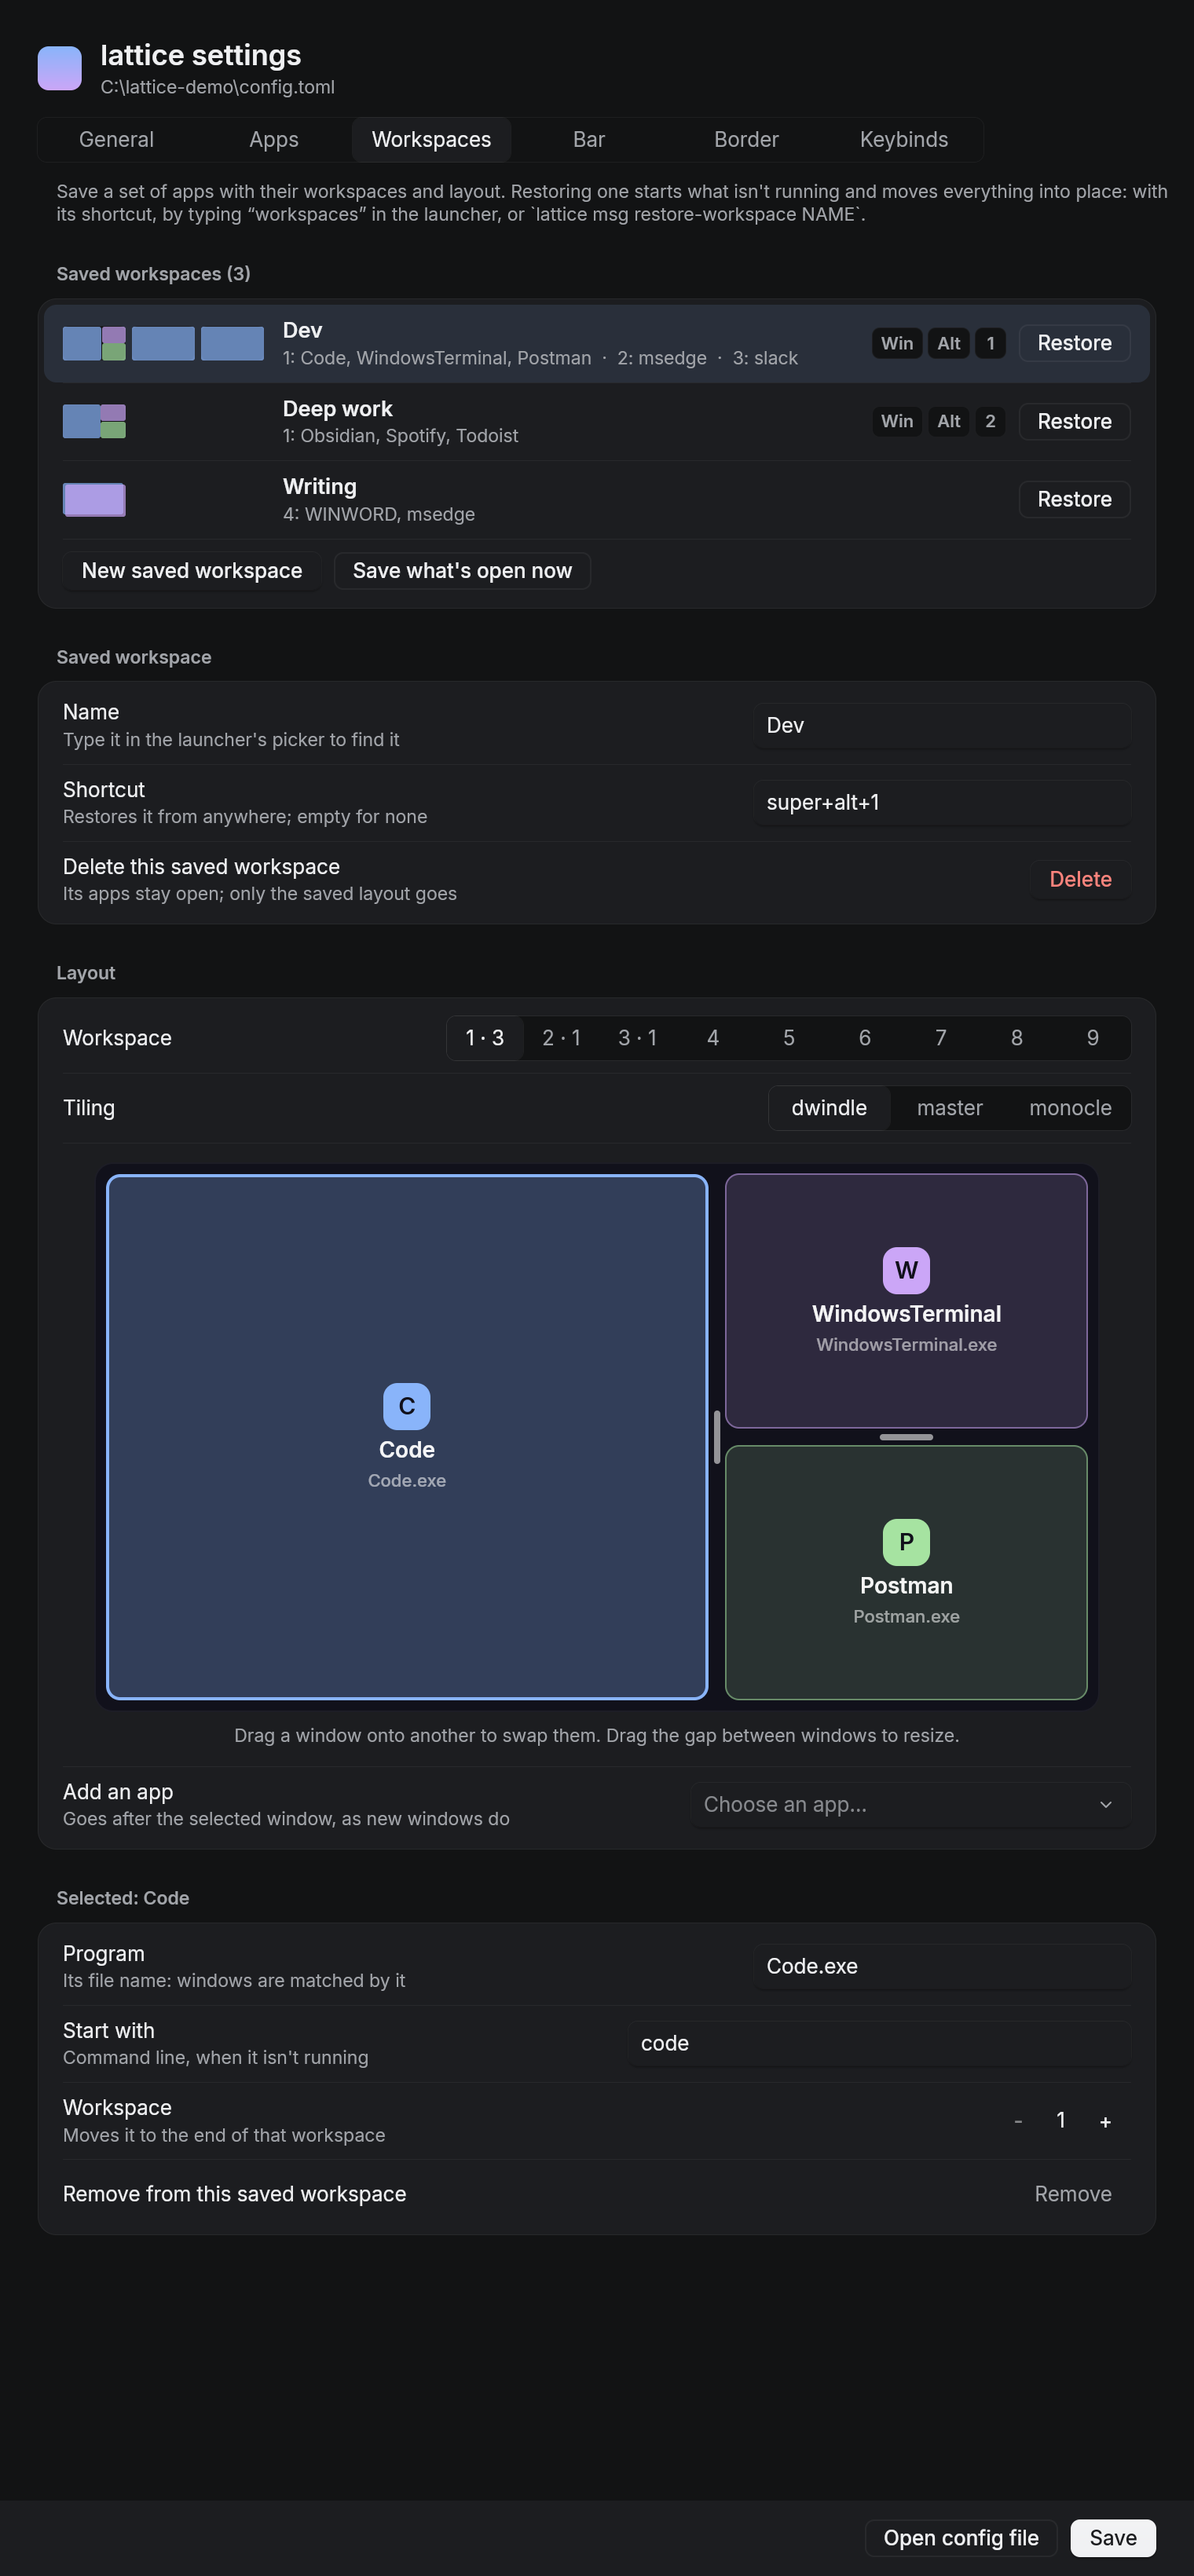 lattice settings
C:\lattice-demo\config.toml
General Apps Workspaces Bar Border Keybinds
Save a set of apps with their workspaces and layout. Restoring one starts what isn't running and moves everything into place: with
its shortcut, by typing “workspaces” in the launcher, or `lattice msg restore-workspace NAME`.
Saved workspaces (3)
Dev
1: Code, WindowsTerminal, Postman · 2: msedge · 3: slack
Win Alt 1 Restore
Deep work
1: Obsidian, Spotify, Todoist
Win Alt 2 Restore
Writing
4: WINWORD, msedge
Restore
New saved workspace Save what's open now
Saved workspace
Name
Type it in the launcher's picker to find it
Dev
Shortcut
Restores it from anywhere; empty for none
super+alt+1
Delete this saved workspace
Its apps stay open; only the saved layout goes
Delete
Layout
Workspace 1 · 3 2 · 1 3 · 1 4 5 6 7 8 9
Tiling dwindle master monocle
C
Code
Code.exe
W
WindowsTerminal
WindowsTerminal.exe
P
Postman
Postman.exe
Drag a window onto another to swap them. Drag the gap between windows to resize.
Add an app
Goes after the selected window, as new windows do
Choose an app...
Selected: Code
Program
Its file name: windows are matched by it
Code.exe
Start with
Command line, when it isn't running
code
Workspace
Moves it to the end of that workspace
- 1 +
Remove from this saved workspace Remove
Open config file Save